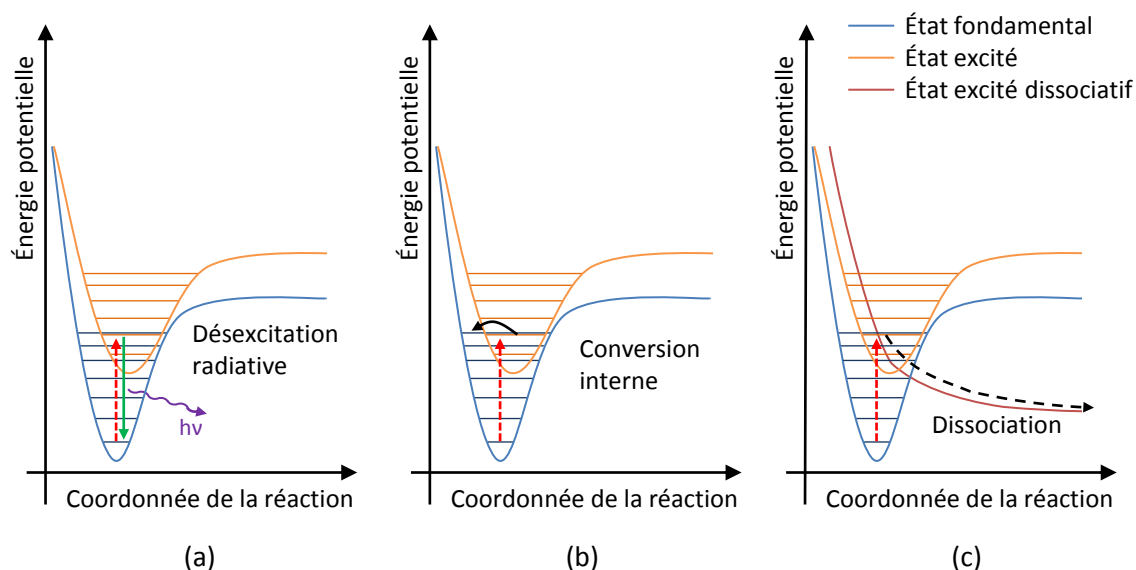 État fondamental
État excité
État excité dissociatif
Énergie potentielle
Désexcitation
radiative
hν
Coordonnée de la réaction
(a)
Énergie potentielle
Conversion
interne
Coordonnée de la réaction
(b)
Énergie potentielle
Dissociation
Coordonnée de la réaction
(c)